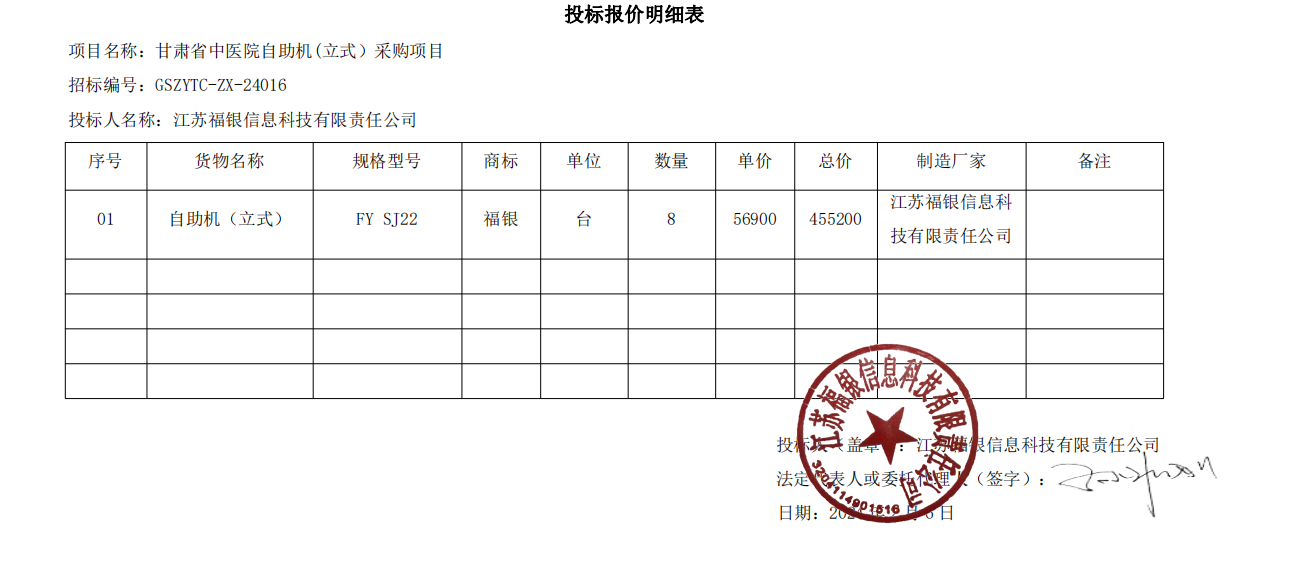 投标报价明细表
项目名称：甘肃省中医院自助机(立式）采购项目
招标编号：GSZYTC-ZX-24016
投标人名称：江苏福银信息科技有限责任公司
序号 货物名称 规格型号 商标 单位 数量 单价 总价 制造厂家 备注
01 自助机（立式） FY SJ22 福银 台 8 56900 455200 江苏福银信息科
技有限责任公司
江苏福银信息科技有限责任公司
3204114901516
投标人（盖章）：江苏福银信息科技有限责任公司
法定代表人或委托代理人（签字）：
日期：202 年 月 6 日